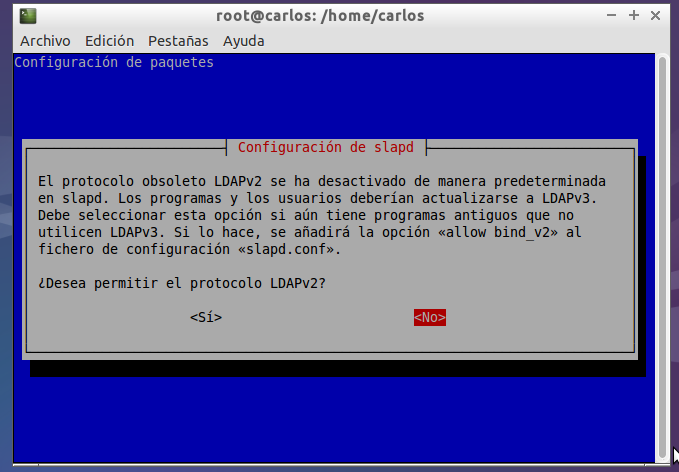 root@carlos: /home/carlos
Archivo Edición Pestañas Ayuda
Configuración de paquetes
Configuración de slapd
El protocolo obsoleto LDAPv2 se ha desactivado de manera predeterminada
en slapd. Los programas y los usuarios deberían actualizarse a LDAPv3.
Debe seleccionar esta opción si aún tiene programas antiguos que no
utilicen LDAPv3. Si lo hace, se añadirá la opción «allow bind_v2» al
fichero de configuración «slapd.conf».
¿Desea permitir el protocolo LDAPv2?
<Sí> <No>